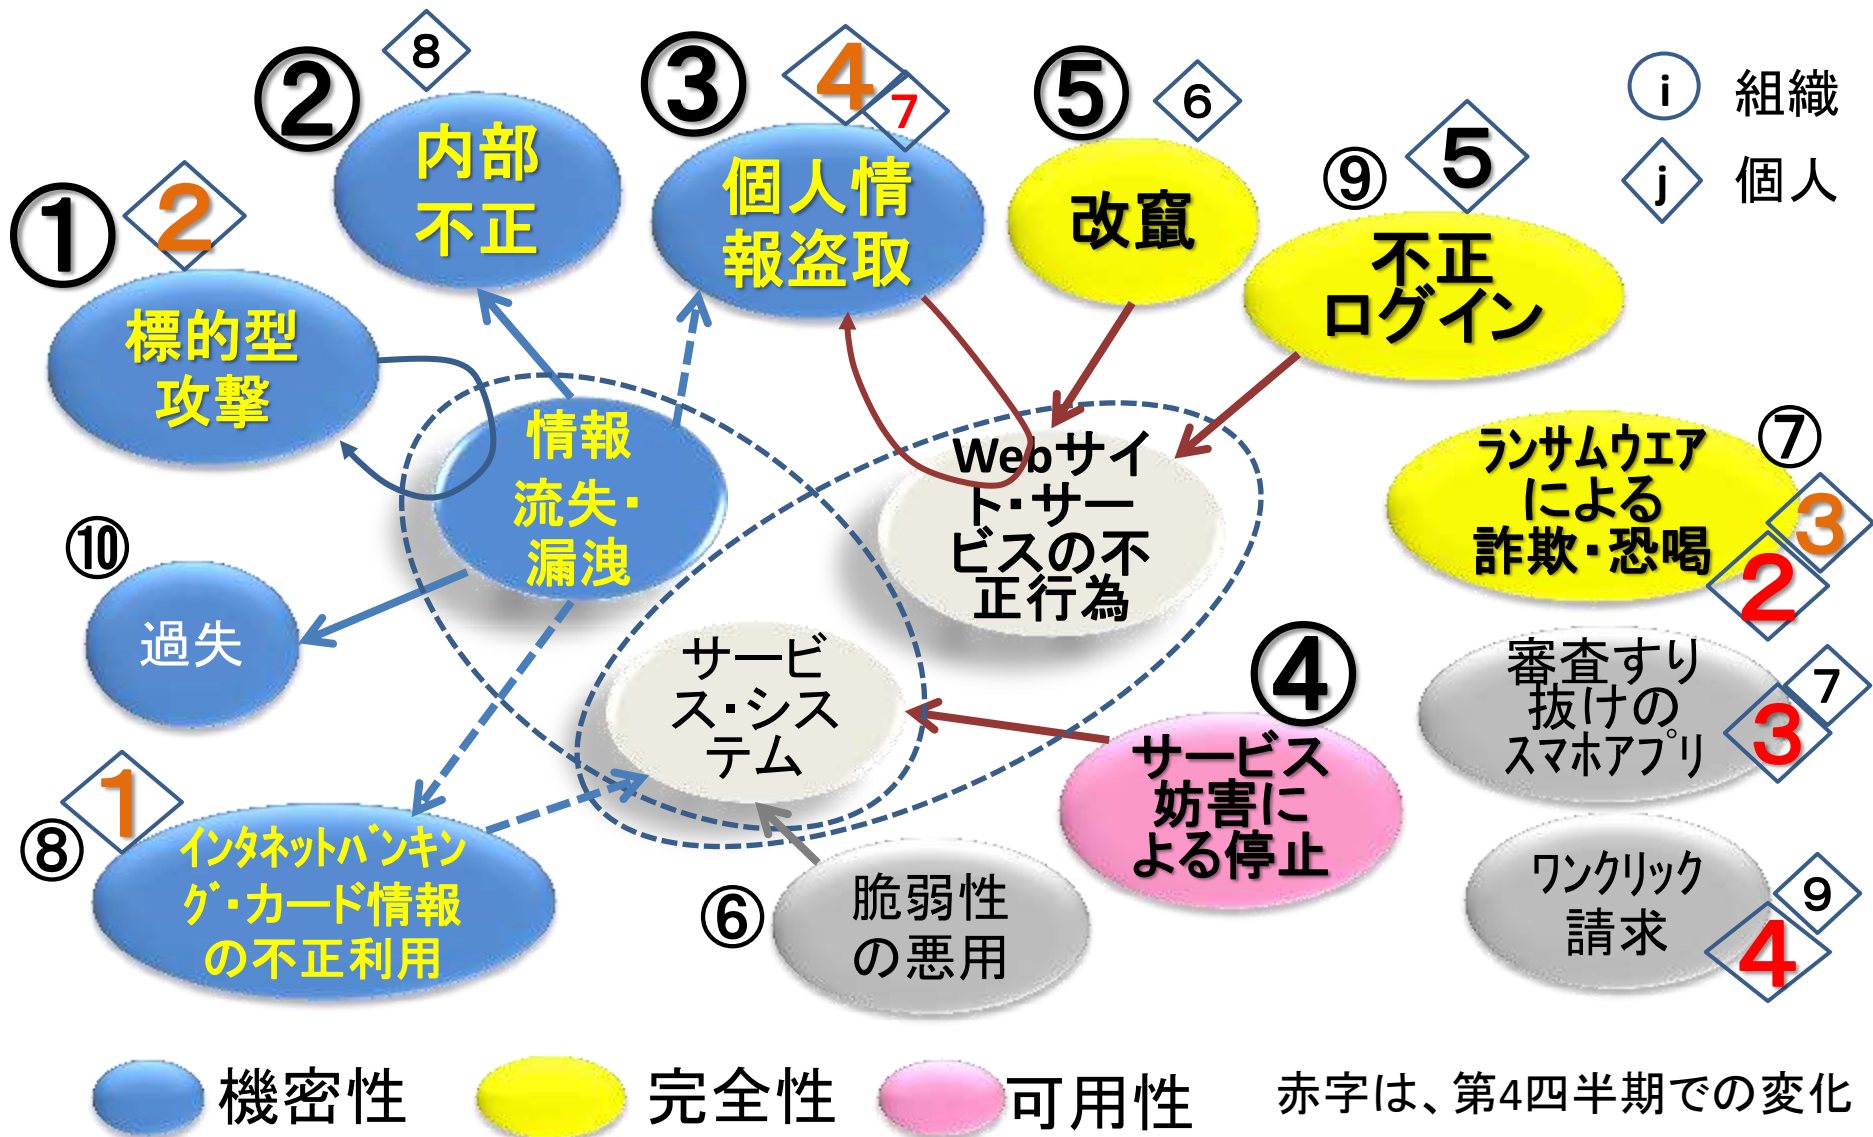 ②
8
③
4
7
⑤
6
⑨
5
i 組織
j 個人
①
2
内部
不正
個人情
報盗取
改竄
不正
ログイン
標的型
攻撃
情報
流失・
漏洩
Webサイ
ト・サー
ビスの不
正行為
⑦
ランサムウエア
による
詐欺・恐喝
3
2
⑩
過失
サービ
ス・シス
テム
④
サービス
妨害に
よる停止
審査すり
抜けの
スマホアプリ
7
3
1
⑧
インタネットバンキン
グ・カード情報
の不正利用
⑥
脆弱性
の悪用
ワンクリック
請求
9
4
機密性
完全性
可用性
赤字は、第4四半期での変化